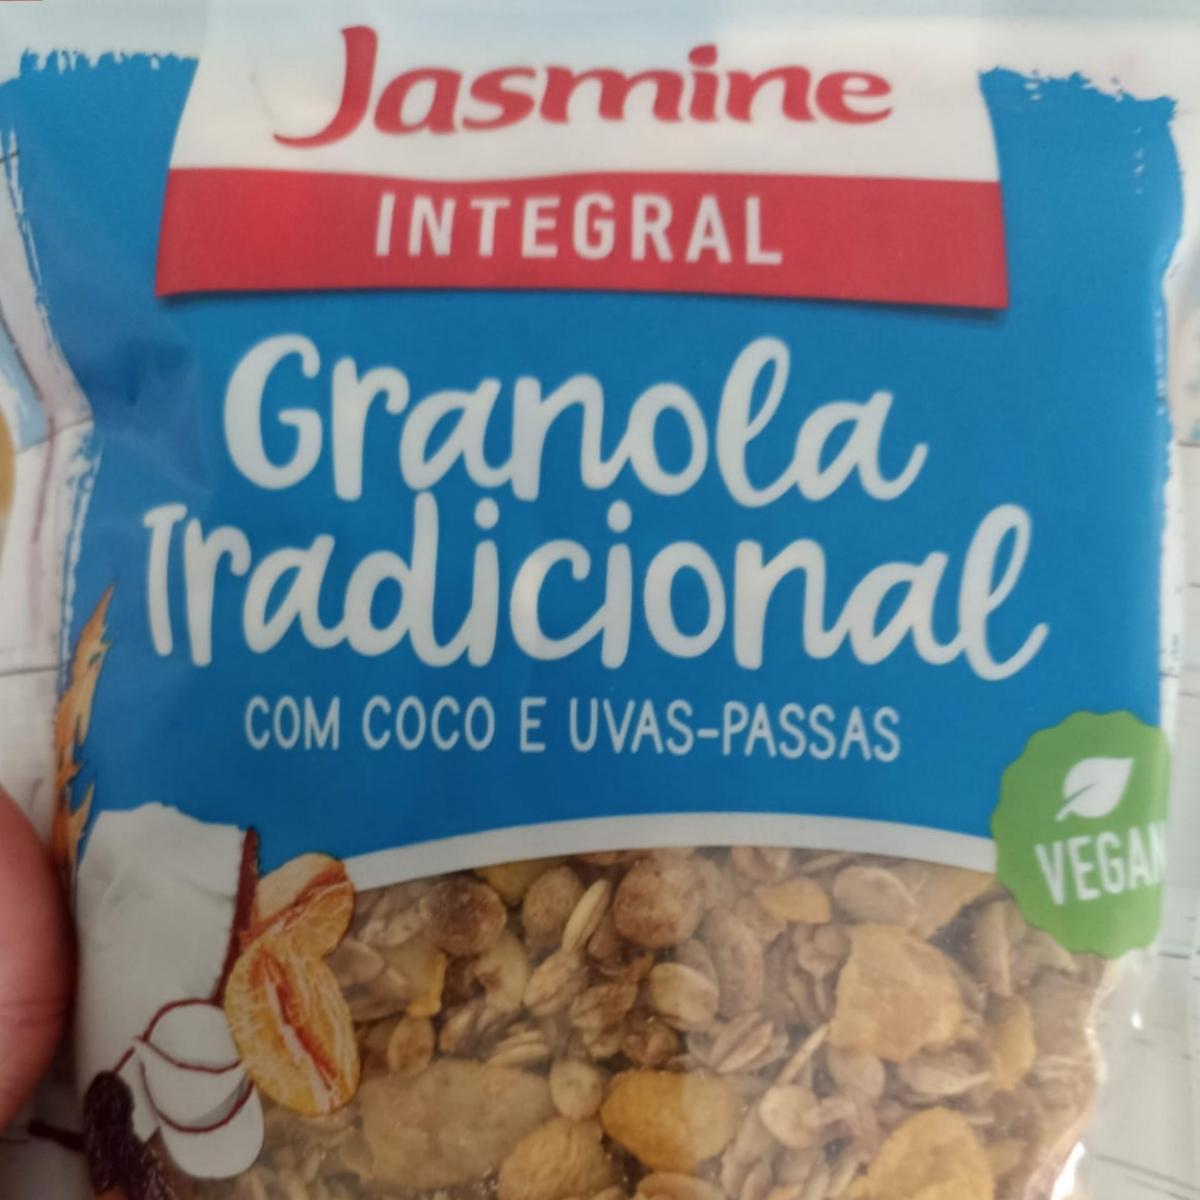 Jasmine
INTEGRAL
Granola
Tradicional
COM COCO E UVAS-PASSAS
VEGAN